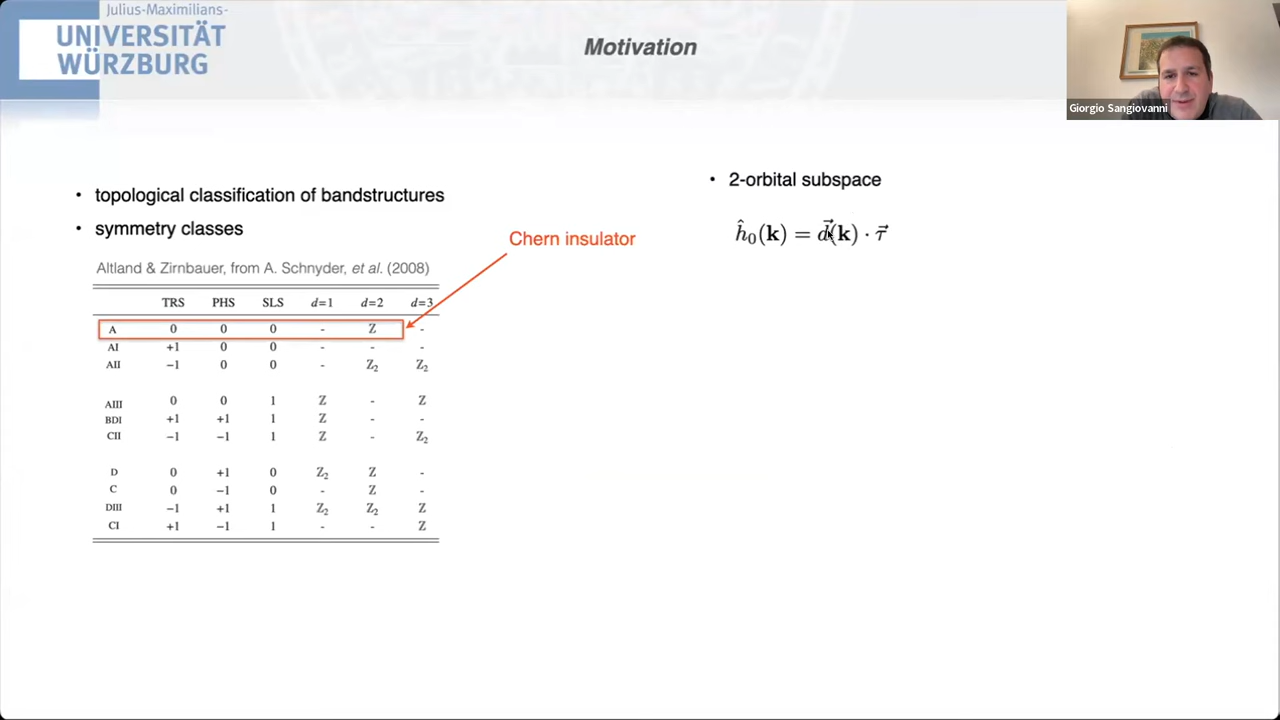 Julius-Maximilians-
UNIVERSITÄT
WÜRZBURG
Motivation
Giorgio Sangiovanni
• topological classification of bandstructures
• symmetry classes
Altland & Zirnbauer, from A. Schnyder, et al. (2008)
TRS PHS SLS d=1 d=2 d=3
A 0 0 0 - Z -
AI +1 0 0 - - -
AII −1 0 0 - Z₂ Z₂
AIII 0 0 1 Z - Z
BDI +1 +1 1 Z - -
CII −1 −1 1 Z - Z₂
D 0 +1 0 Z₂ Z -
C 0 −1 0 - Z -
DIII −1 +1 1 Z₂ Z₂ Z
CI +1 −1 1 - - Z
Chern insulator
• 2-orbital subspace
ĥ₀(k) = d⃗(k) · τ⃗